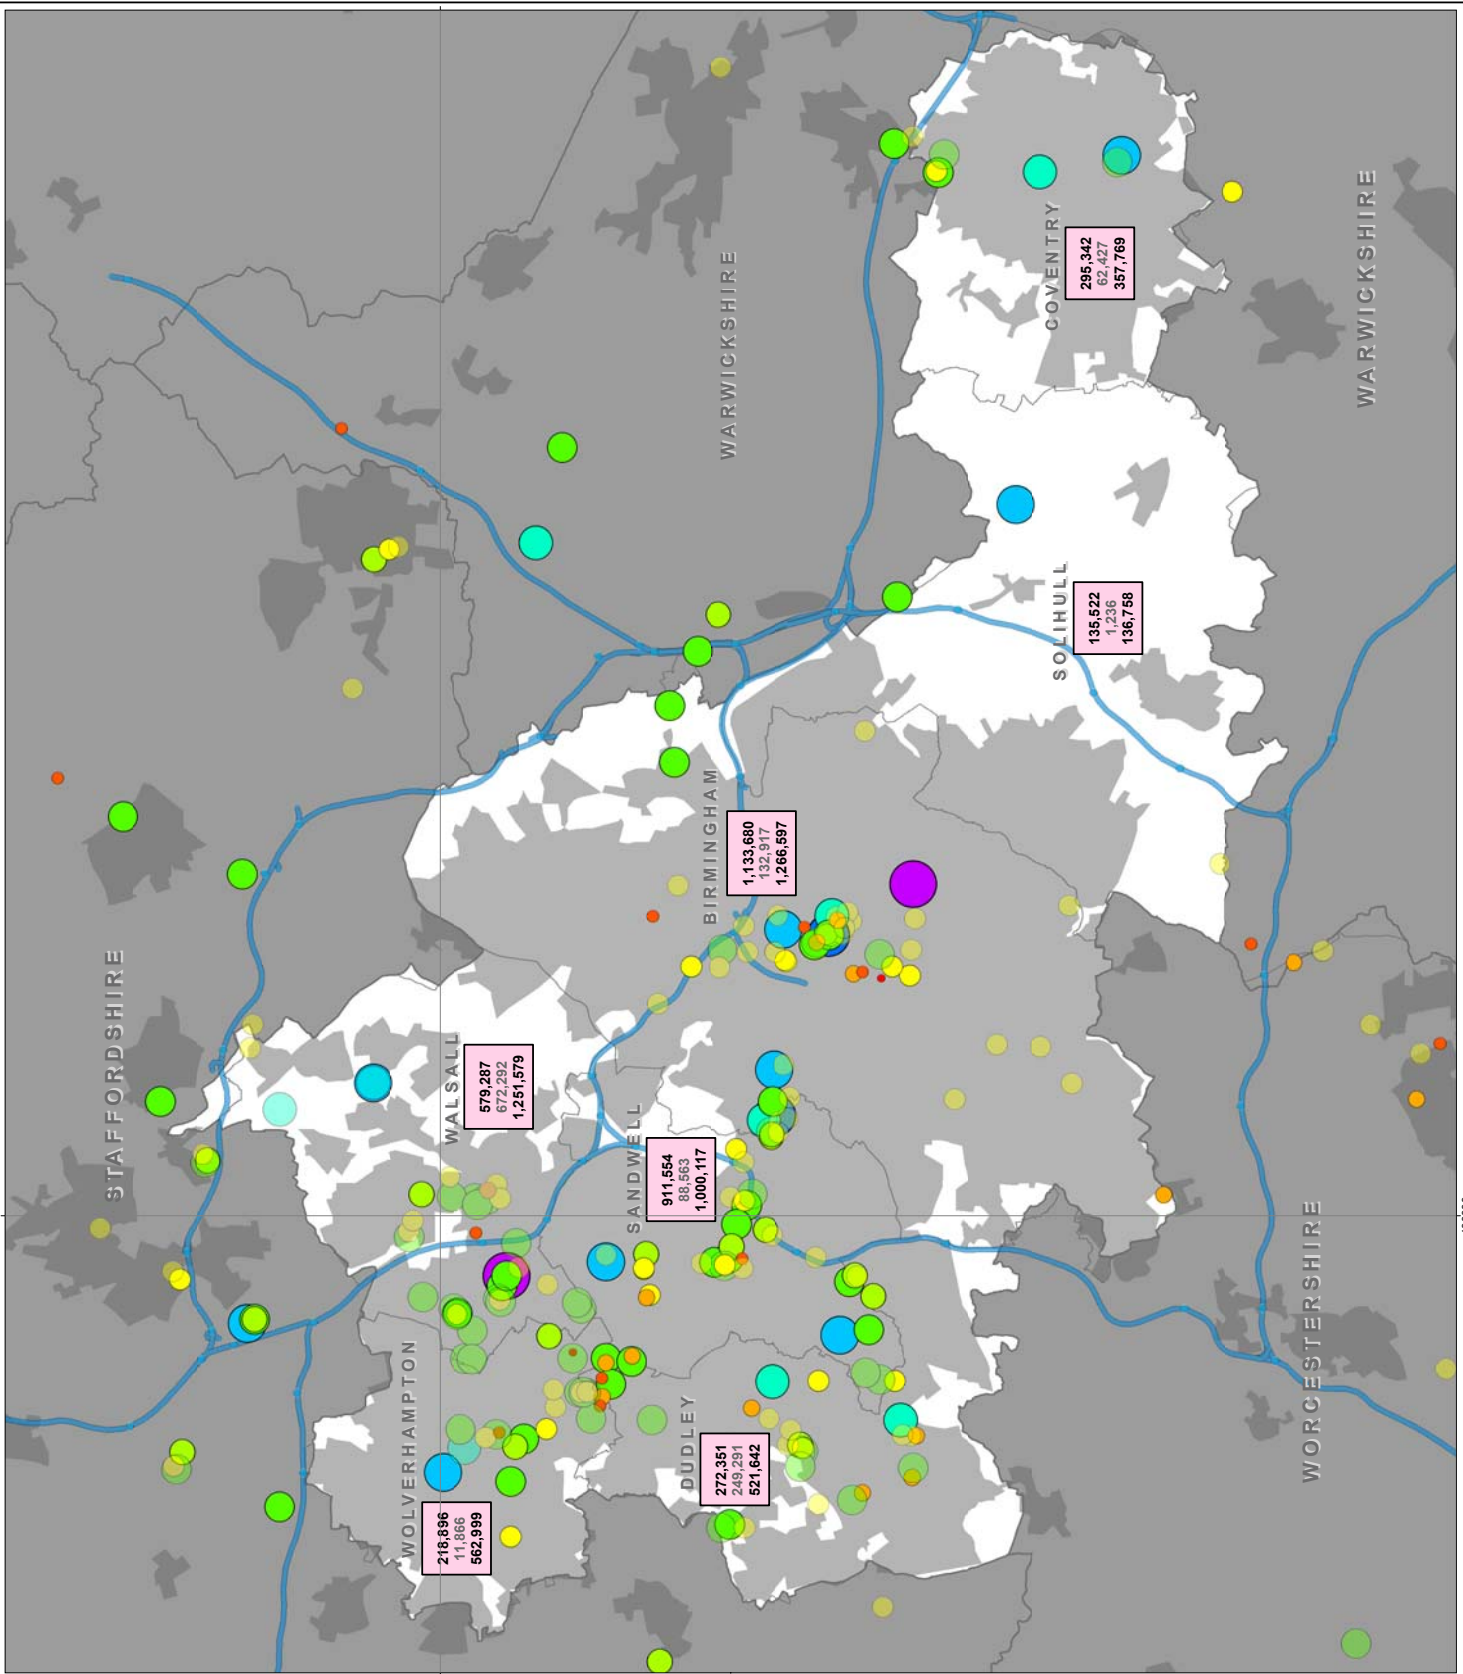 STAFFORDSHIRE
WOLVERHAMPTON
218,896
11,866
562,999
WALSALL
579,287
672,292
1,251,579
SANDWELL
911,554
88,563
1,000,117
DUDLEY
272,351
249,291
521,642
BIRMINGHAM
1,133,680
132,917
1,266,597
WARWICKSHIRE
SOLIHULL
135,522
1,236
136,758
COVENTRY
295,342
62,427
357,769
WORCESTERSHIRE
WARWICKSHIRE